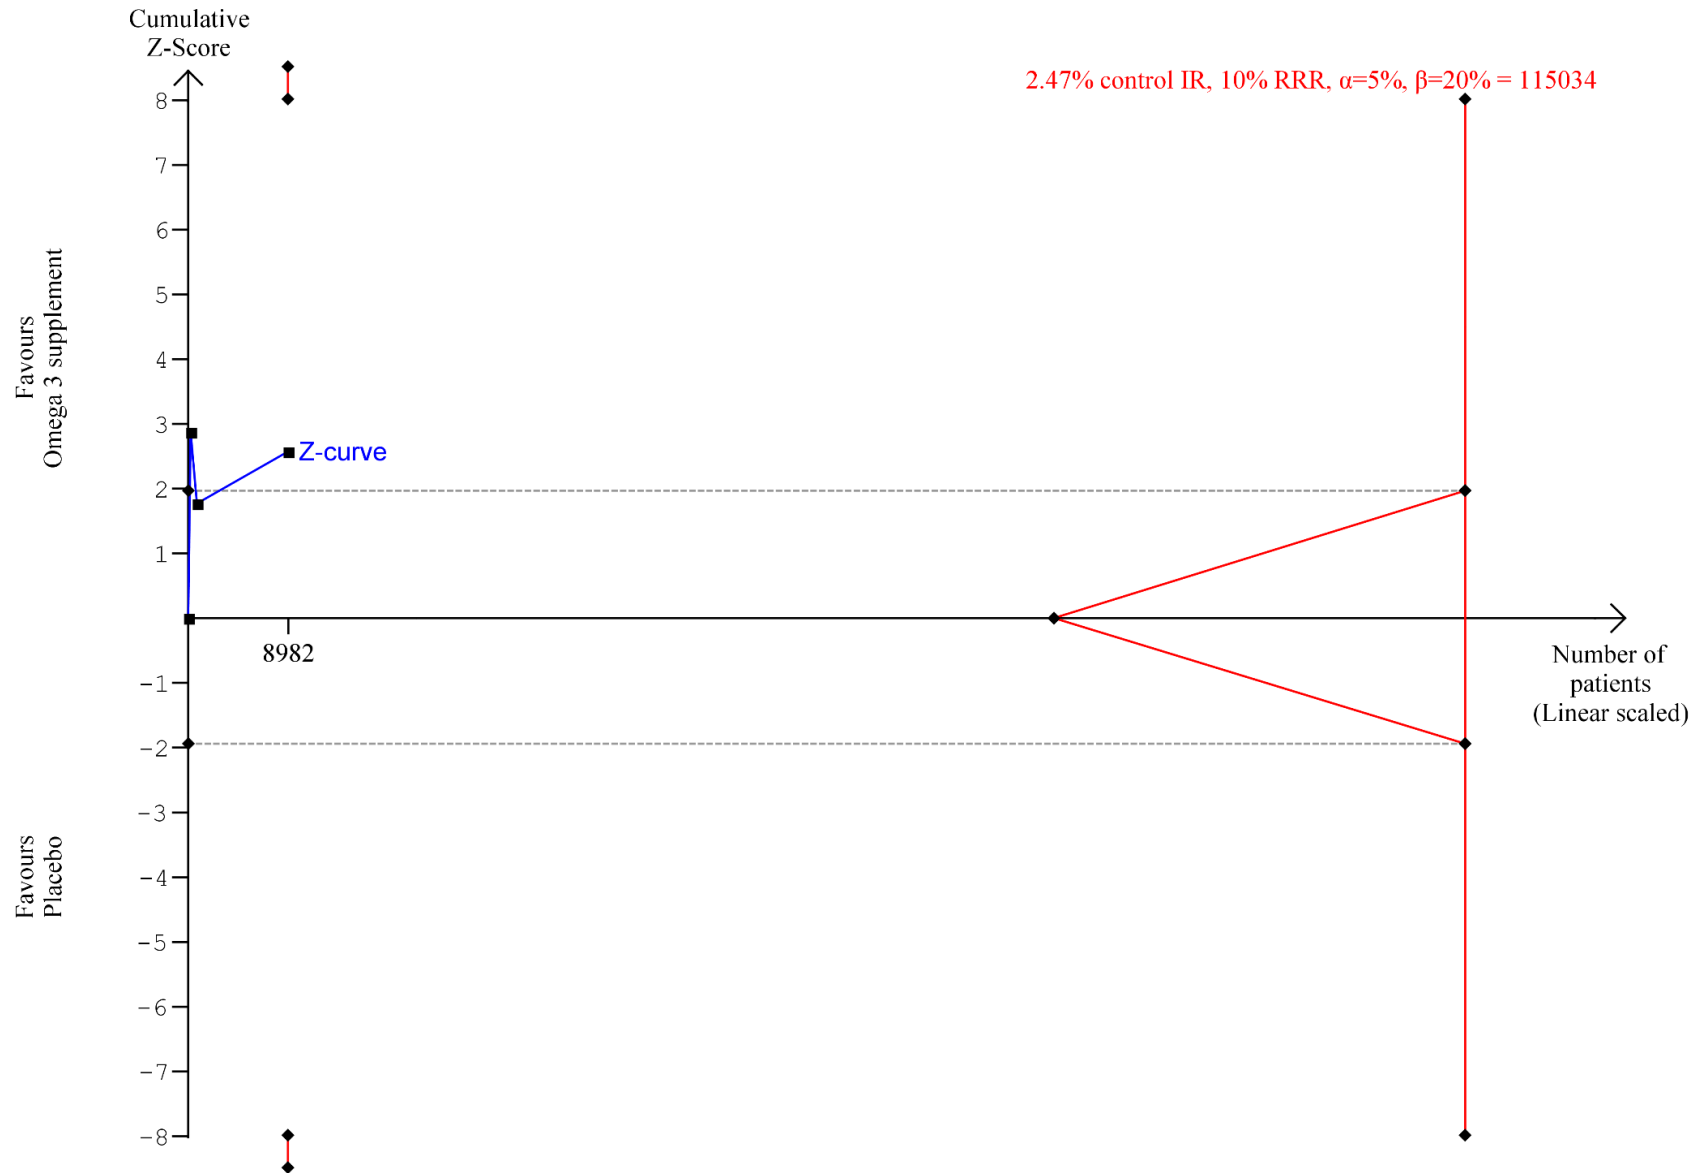 Cumulative
Z-Score
2.47% control IR, 10% RRR, α=5%, β=20% = 115034
8
7
6
5
4
3
2
1
-1
-2
-3
-4
-5
-6
-7
-8
Favours
Omega 3 supplement
Favours
Placebo
Z-curve
8982
Number of
patients
(Linear scaled)